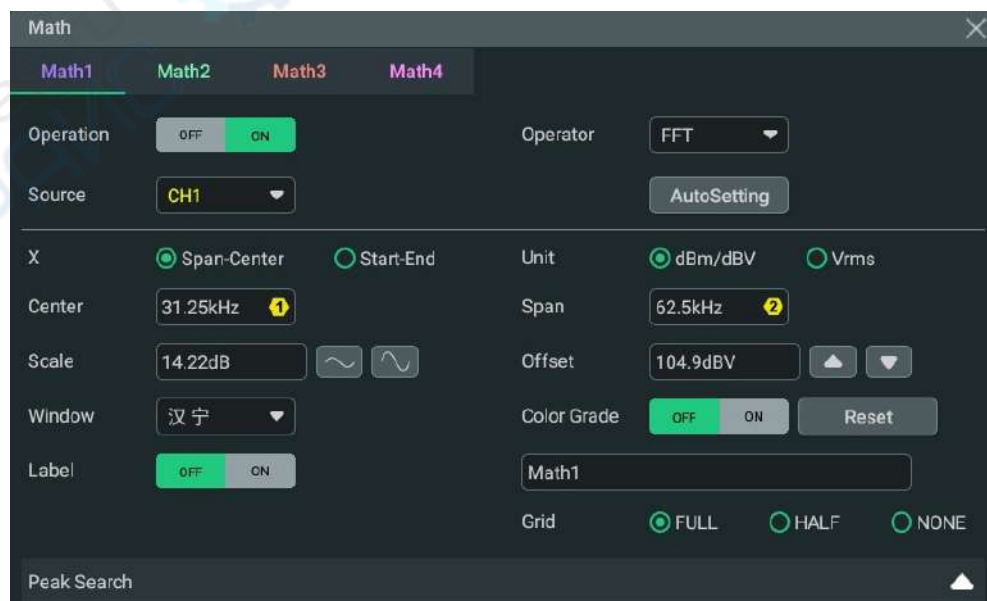 Math
Math1 Math2 Math3 Math4
Operation OFF ON Operator FFT
Source CH1 AutoSetting
X Span-Center Start-End Unit dBm/dBV Vrms
Center 31.25kHz 1 Span 62.5kHz 2
Scale 14.22dB Offset 104.9dBV
Window 汉宁 Color Grade OFF ON Reset
Label OFF ON Math1
Grid FULL HALF NONE
Peak Search